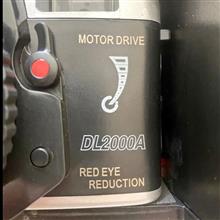 MOTOR DRIVE
DL2000A
RED EYE
REDUCTION